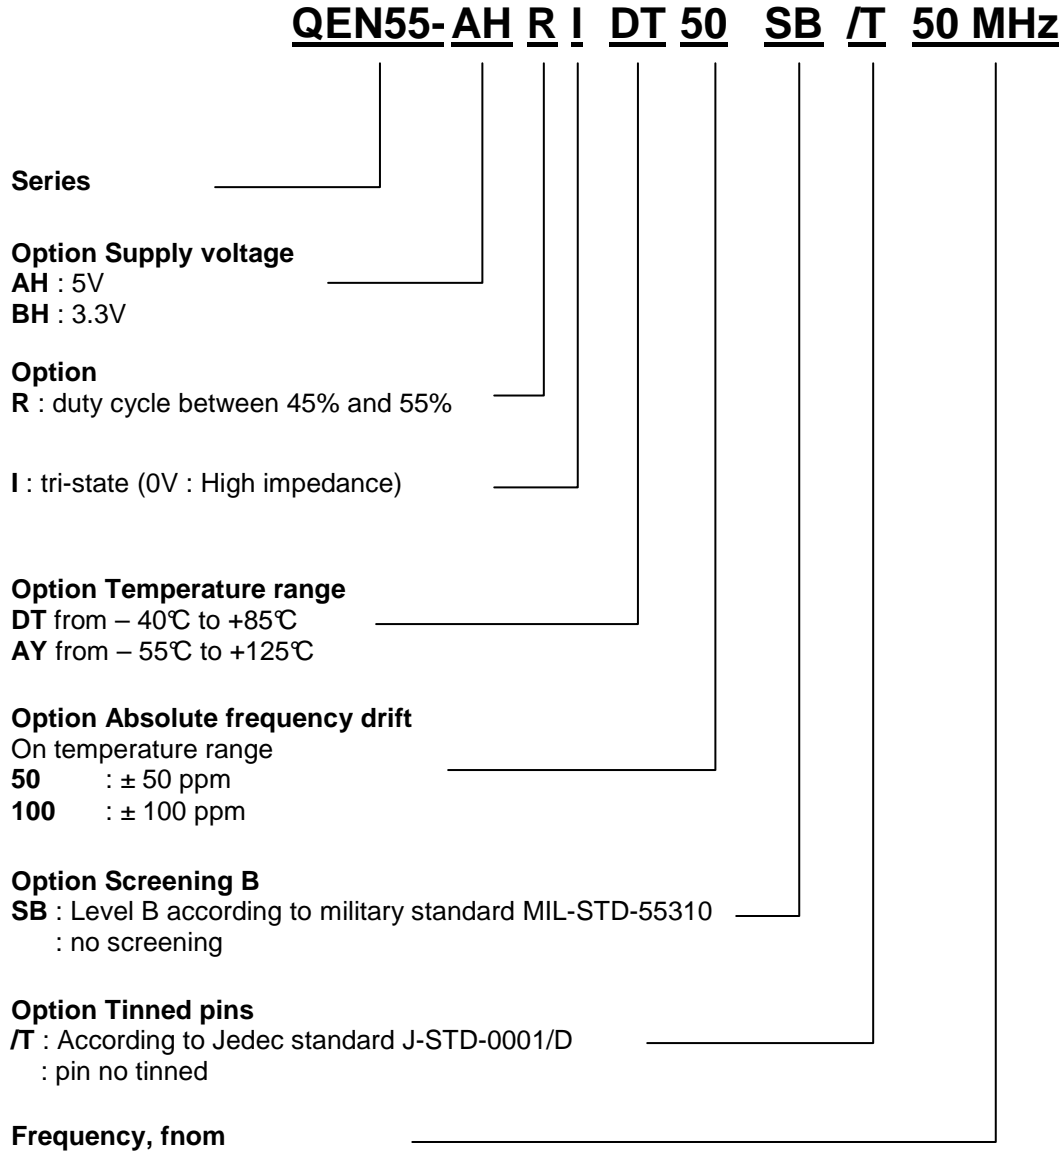 QEN55- AH R I DT 50 SB /T 50 MHz
Series
Option Supply voltage
AH : 5V
BH : 3.3V
Option
R : duty cycle between 45% and 55%
I : tri-state (0V : High impedance)
Option Temperature range
DT from – 40°C to +85°C
AY from – 55°C to +125°C
Option Absolute frequency drift
On temperature range
50 : ± 50 ppm
100 : ± 100 ppm
Option Screening B
SB : Level B according to military standard MIL-STD-55310
: no screening
Option Tinned pins
/T : According to Jedec standard J-STD-0001/D
: pin no tinned
Frequency, fnom